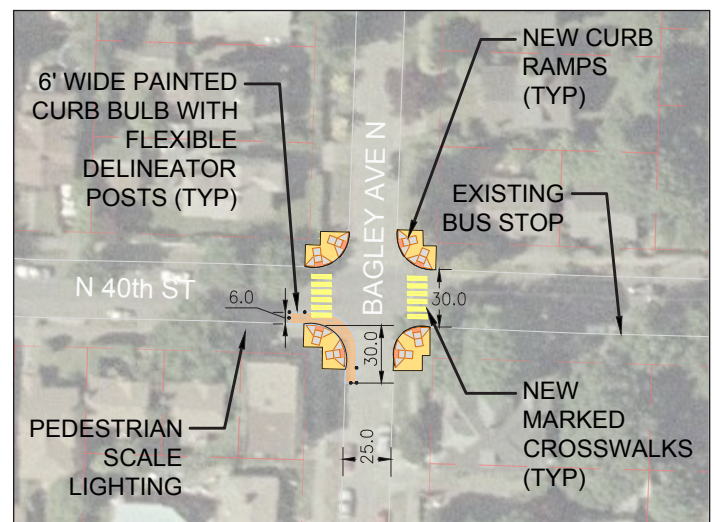 6' WIDE PAINTED
CURB BULB WITH
FLEXIBLE
DELINEATOR
POSTS (TYP)
NEW CURB
RAMPS
(TYP)
EXISTING
BUS STOP
BAGLEY AVE N
N 40th ST
6.0
30.0
30.0
25.0
PEDESTRIAN
SCALE
LIGHTING
NEW
MARKED
CROSSWALKS
(TYP)